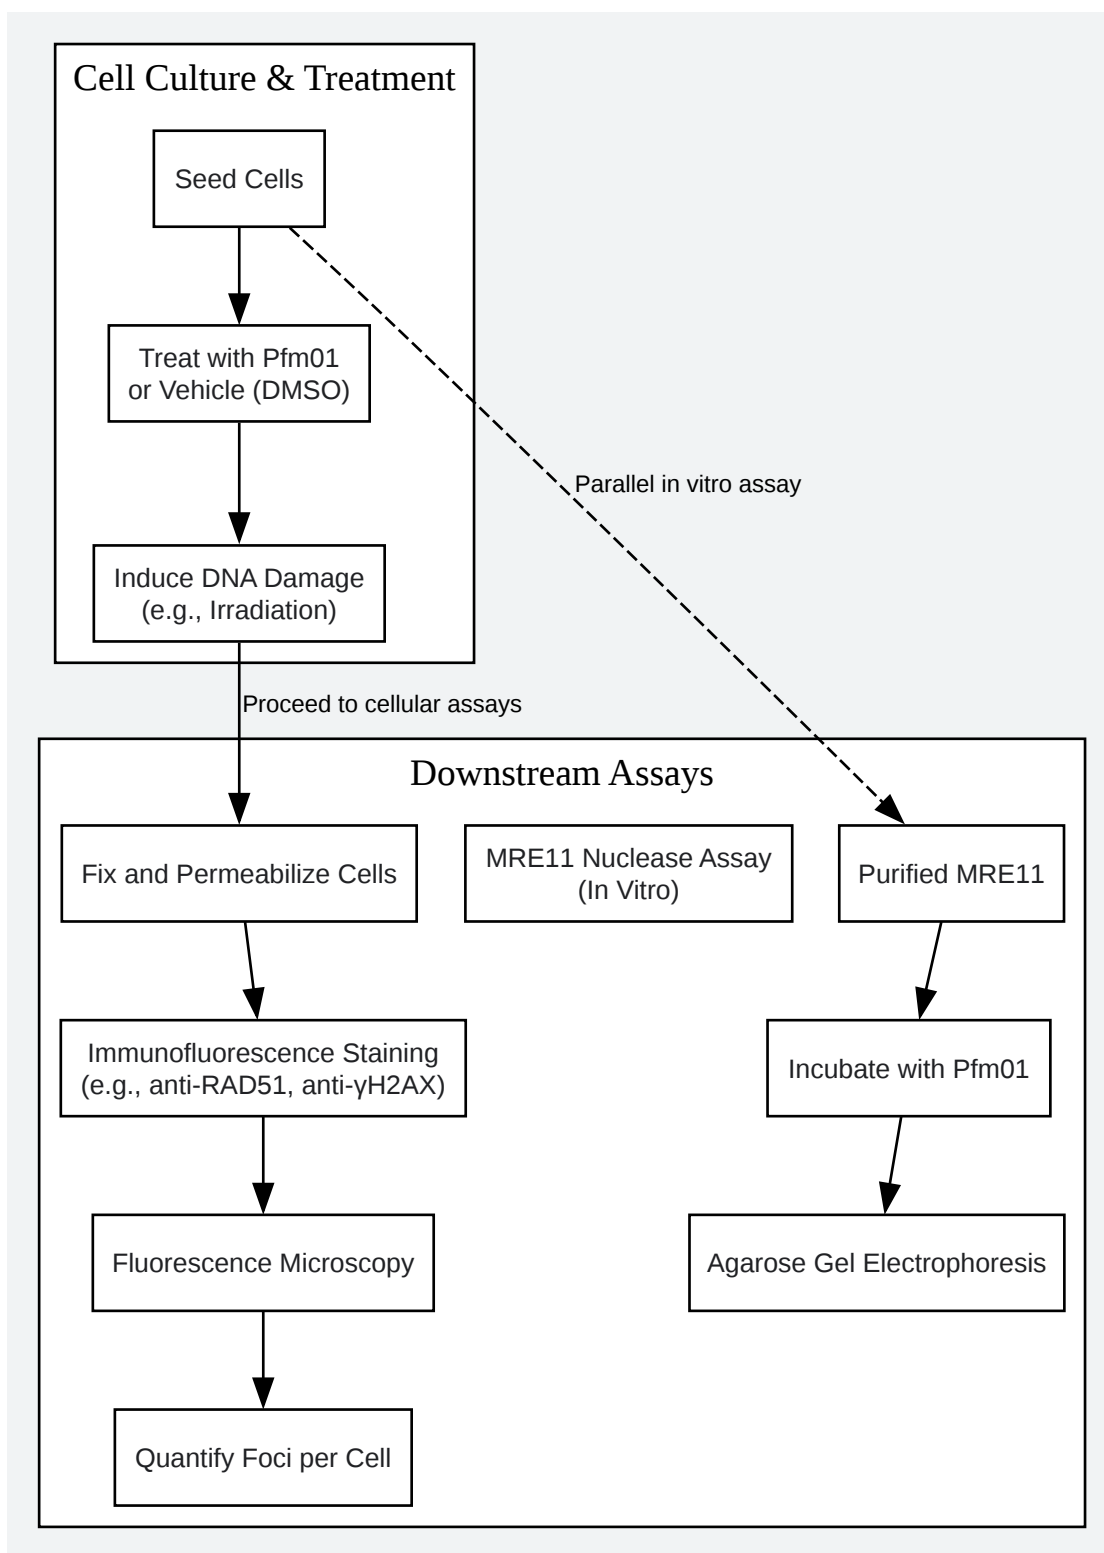 Cell Culture & Treatment
Seed Cells
Treat with Pfm01
or Vehicle (DMSO)
Parallel in vitro assay
Induce DNA Damage
(e.g., Irradiation)
Proceed to cellular assays
Downstream Assays
Fix and Permeabilize Cells
MRE11 Nuclease Assay
(In Vitro)
Purified MRE11
Immunofluorescence Staining
(e.g., anti-RAD51, anti-γH2AX)
Incubate with Pfm01
Fluorescence Microscopy
Agarose Gel Electrophoresis
Quantify Foci per Cell